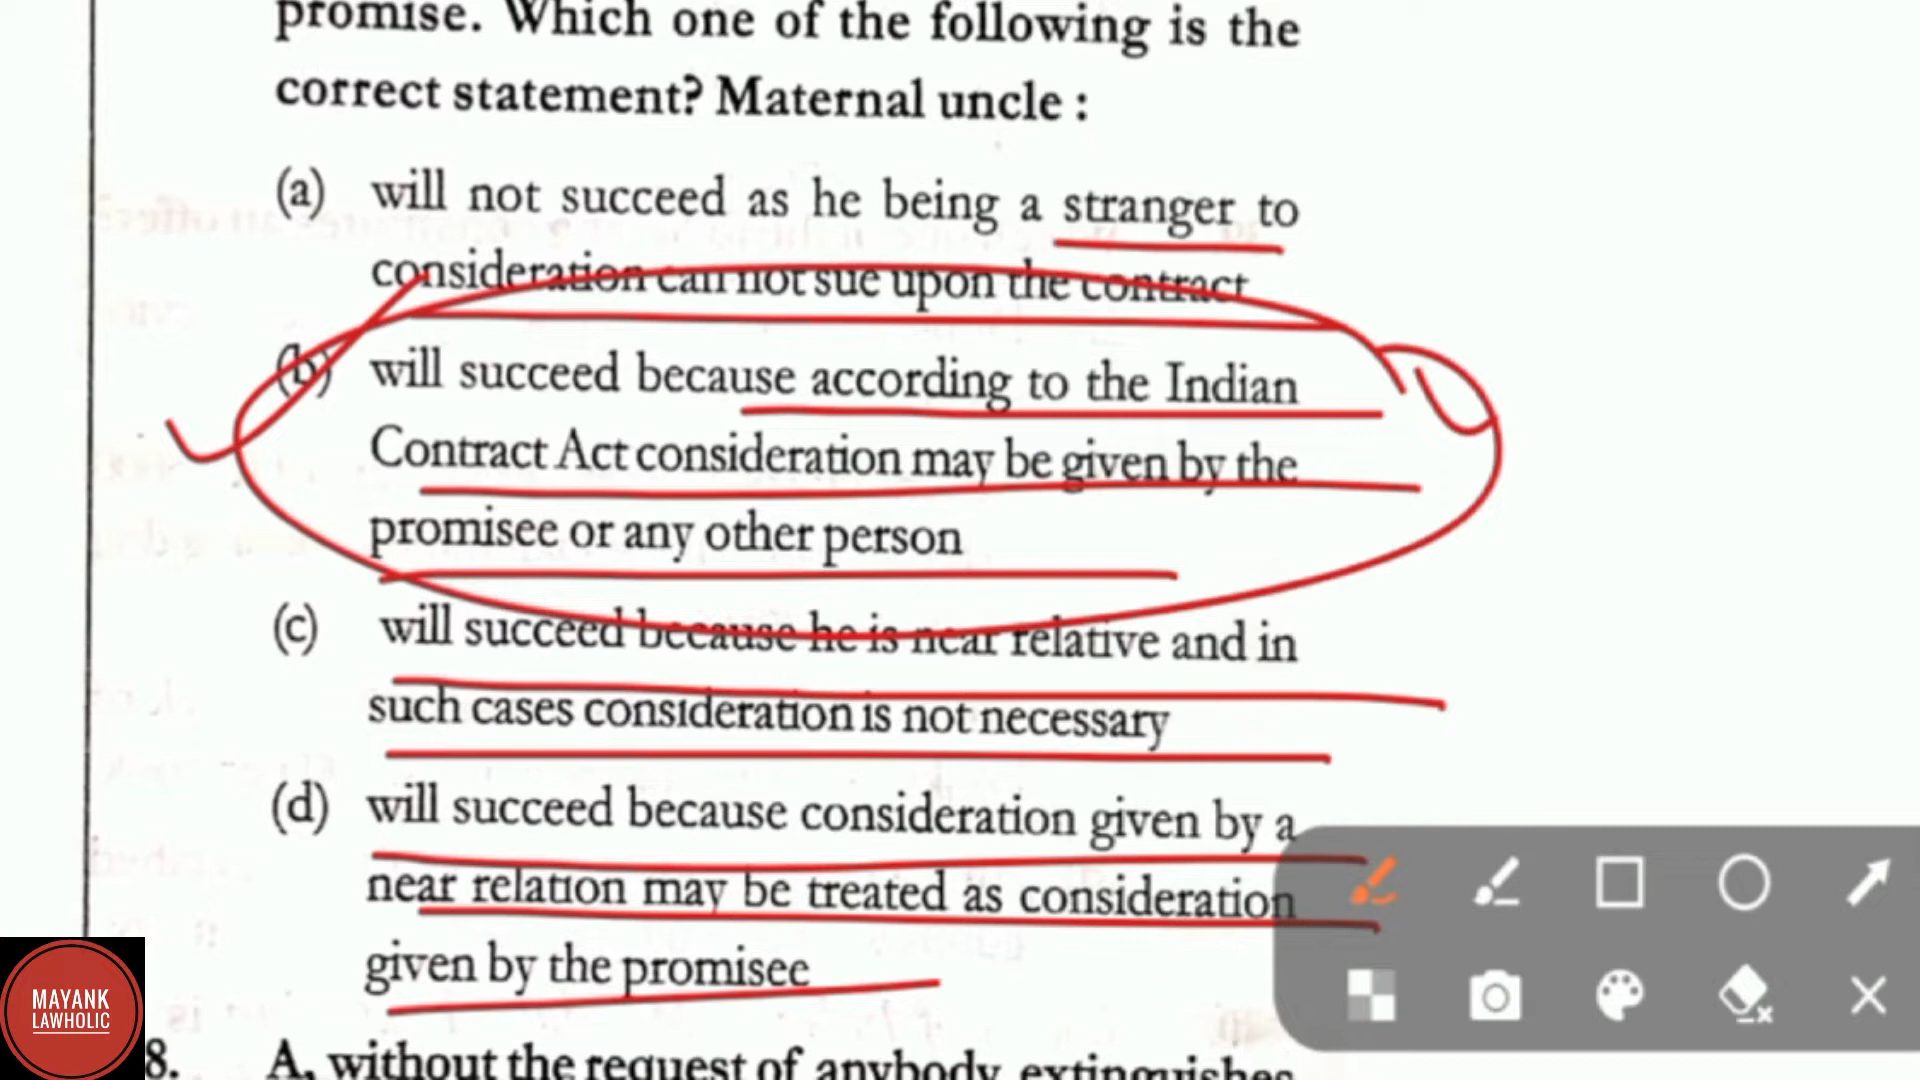 promise. Which one of the following is the
correct statement? Maternal uncle :
(a) will not succeed as he being a stranger to
consideration can not sue upon the contract
(b) will succeed because according to the Indian
Contract Act consideration may be given by the
promisee or any other person
(c) will succeed because he is near relative and in
such cases consideration is not necessary
(d) will succeed because consideration given by a
near relation may be treated as consideration
given by the promisee
8. A, without the request of anybody extinguishes
MAYANK
LAWHOLIC